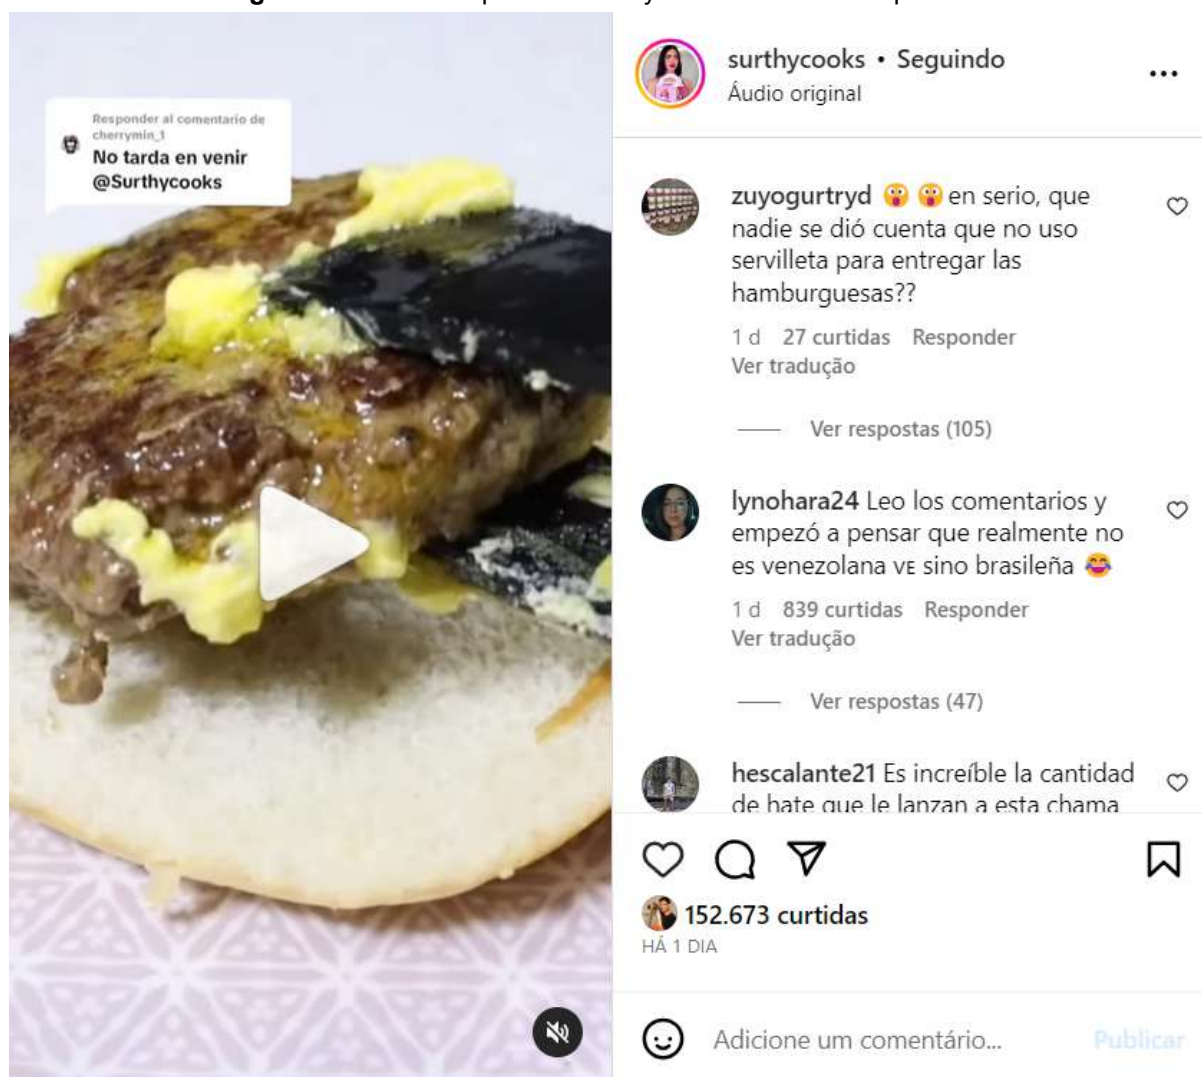 Responder al comentario de
cherrymin_1
No tarda en venir
@Surthycooks
surthycooks • Seguindo
Áudio original
zuyogurtryd 😲 😲 en serio, que
nadie se dió cuenta que no uso
servilleta para entregar las
hamburguesas??
1 d 27 curtidas Responder
Ver tradução
Ver respostas (105)
lynohara24 Leo los comentarios y
empezó a pensar que realmente no
es venezolana VE sino brasileña 😂
1 d 839 curtidas Responder
Ver tradução
Ver respostas (47)
hescalante21 Es increíble la cantidad
de hate que le lanzan a esta chama
152.673 curtidas
HÁ 1 DIA
Adicione um comentário...
Publicar